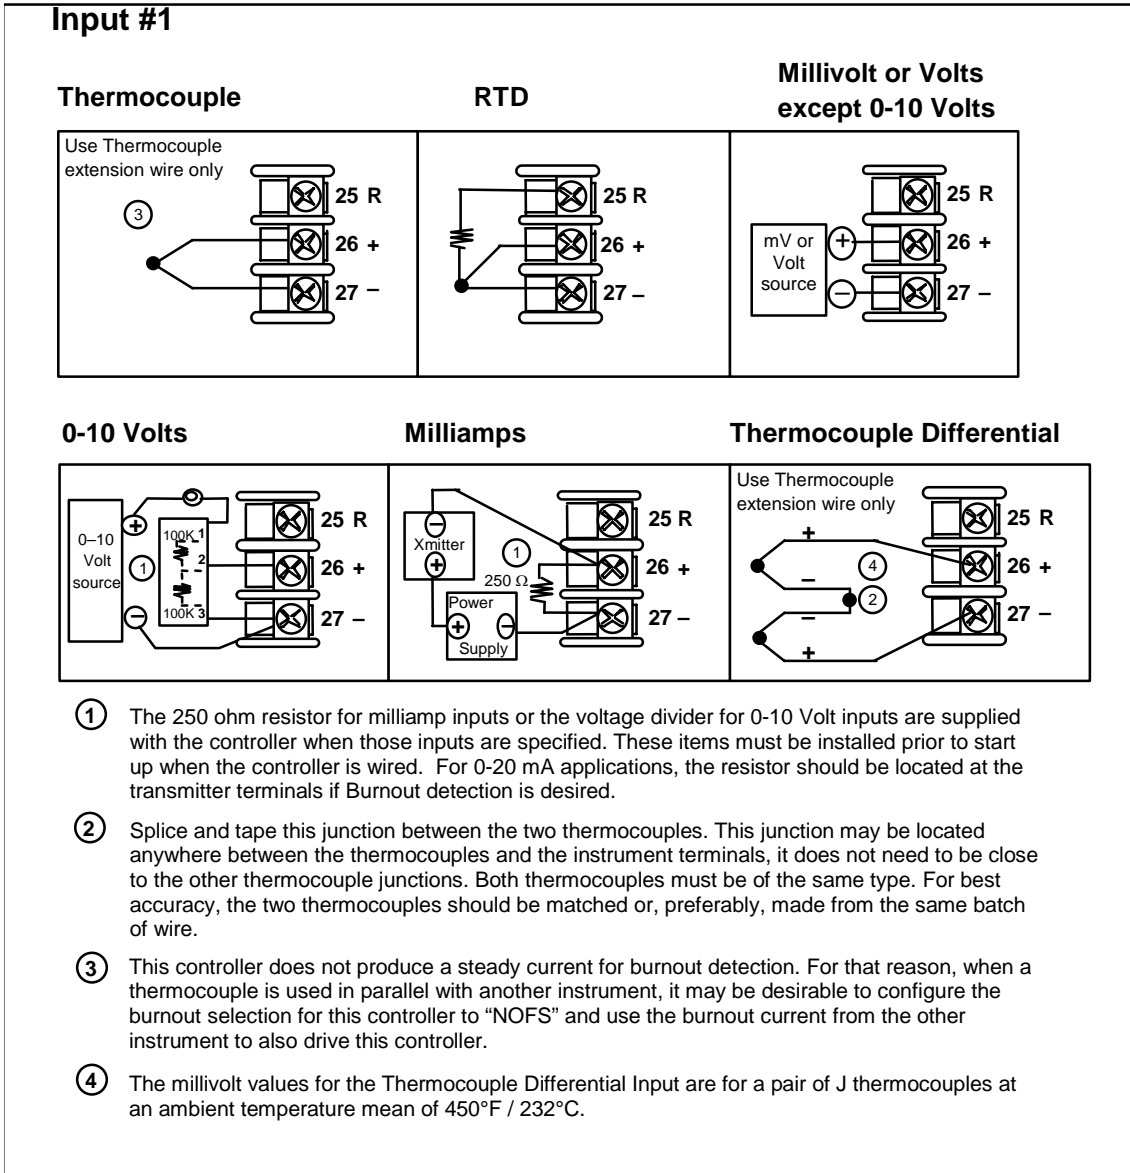 Input #1
Thermocouple
RTD
Millivolt or Volts
except 0-10 Volts
Use Thermocouple
extension wire only
3
25 R
26 +
27 –
25 R
26 +
27 –
mV or
Volt
source
+
–
25 R
26 +
27 –
0-10 Volts
Milliamps
Thermocouple Differential
0–10
Volt
source
+
–
1
100K 1
2
100K 3
25 R
26 +
27 –
–
Xmitter
+
1
250 Ω
Power
+ –
Supply
25 R
26 +
27 –
Use Thermocouple
extension wire only
+
–
4
2
–
+
25 R
26 +
27 –
1 The 250 ohm resistor for milliamp inputs or the voltage divider for 0-10 Volt inputs are supplied
with the controller when those inputs are specified. These items must be installed prior to start
up when the controller is wired.  For 0-20 mA applications, the resistor should be located at the
transmitter terminals if Burnout detection is desired.
2 Splice and tape this junction between the two thermocouples. This junction may be located
anywhere between the thermocouples and the instrument terminals, it does not need to be close
to the other thermocouple junctions. Both thermocouples must be of the same type. For best
accuracy, the two thermocouples should be matched or, preferably, made from the same batch
of wire.
3 This controller does not produce a steady current for burnout detection. For that reason, when a
thermocouple is used in parallel with another instrument, it may be desirable to configure the
burnout selection for this controller to “NOFS” and use the burnout current from the other
instrument to also drive this controller.
4 The millivolt values for the Thermocouple Differential Input are for a pair of J thermocouples at
an ambient temperature mean of 450°F / 232°C.